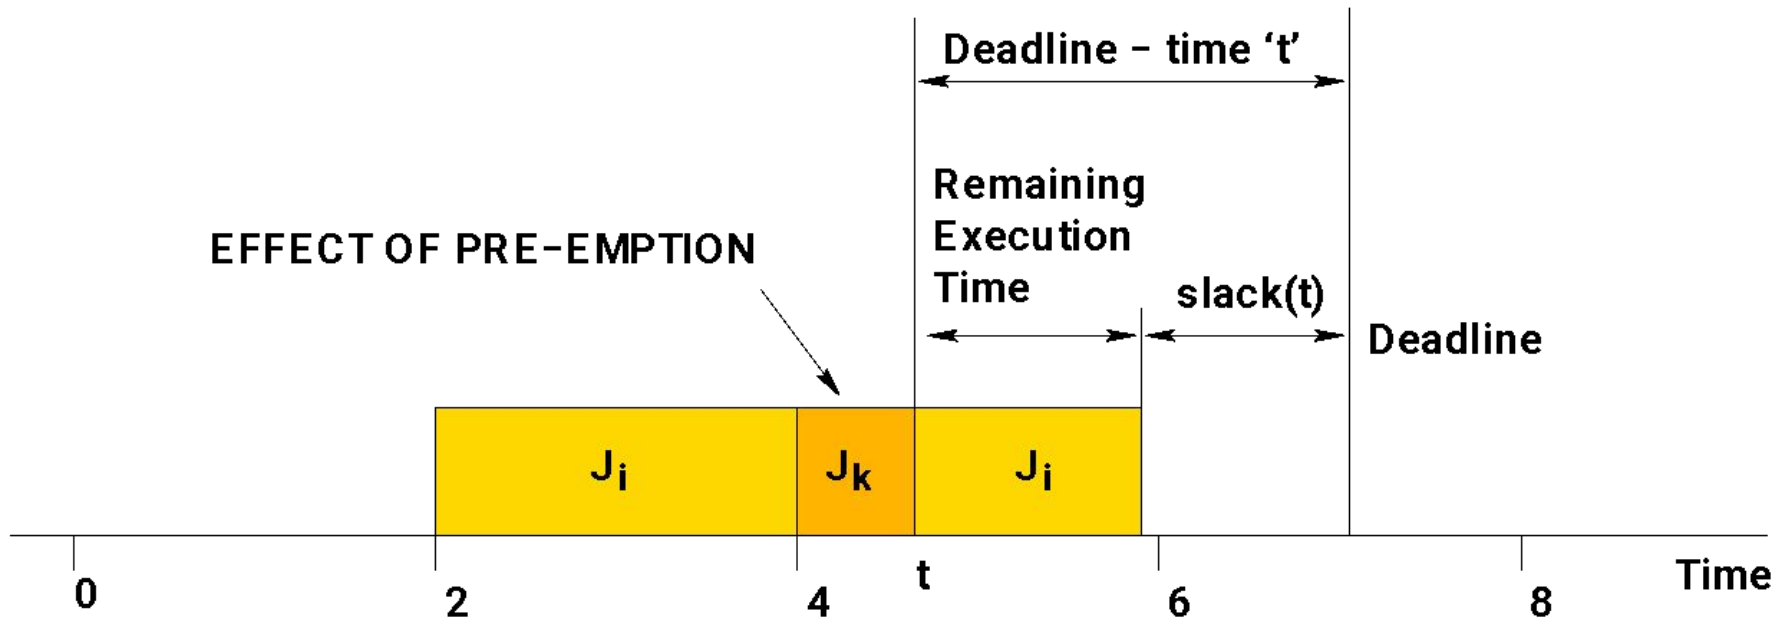 Deadline – time ‘t’
Remaining
Execution
Time
EFFECT OF PRE–EMPTION
slack(t)
Deadline
Ji
Jk
Ji
0
2
4
t
6
8
Time